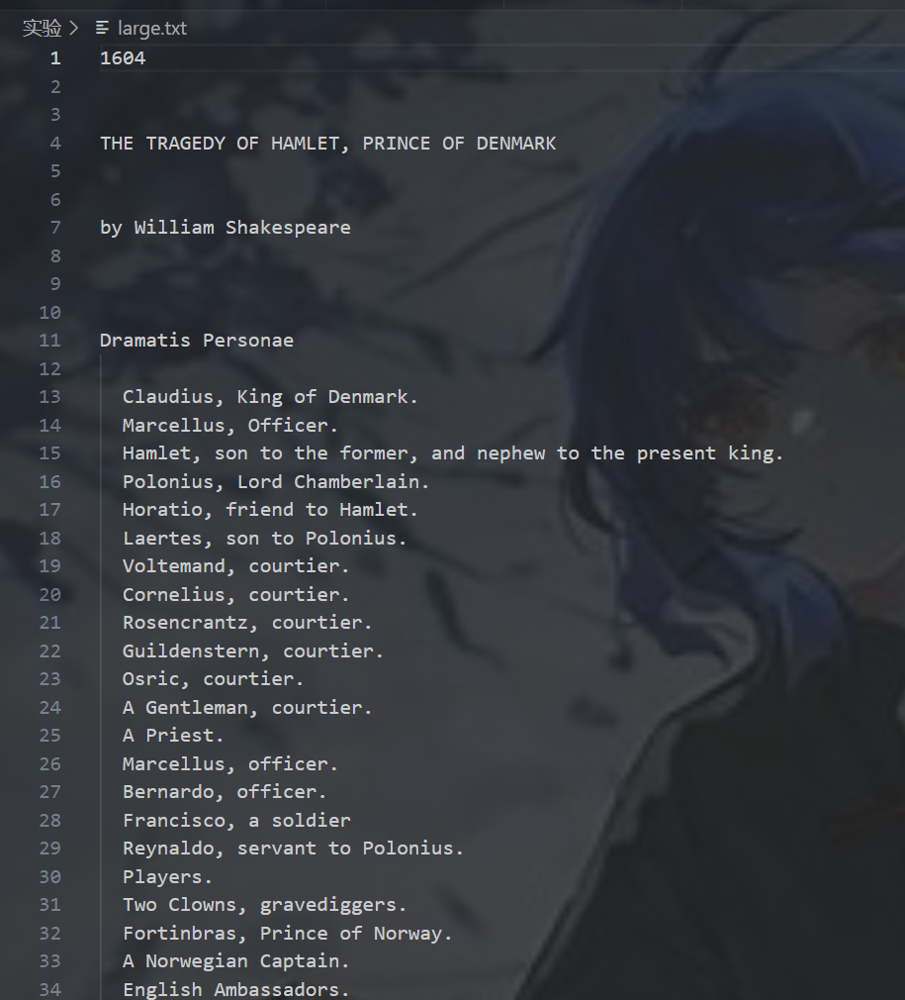 实验 > large.txt
1 1604
2
3
4 THE TRAGEDY OF HAMLET, PRINCE OF DENMARK
5
6
7 by William Shakespeare
8
9
10
11 Dramatis Personae
12
13 Claudius, King of Denmark.
14 Marcellus, Officer.
15 Hamlet, son to the former, and nephew to the present king.
16 Polonius, Lord Chamberlain.
17 Horatio, friend to Hamlet.
18 Laertes, son to Polonius.
19 Voltemand, courtier.
20 Cornelius, courtier.
21 Rosencrantz, courtier.
22 Guildenstern, courtier.
23 Osric, courtier.
24 A Gentleman, courtier.
25 A Priest.
26 Marcellus, officer.
27 Bernardo, officer.
28 Francisco, a soldier
29 Reynaldo, servant to Polonius.
30 Players.
31 Two Clowns, gravediggers.
32 Fortinbras, Prince of Norway.
33 A Norwegian Captain.
34 English Ambassadors.